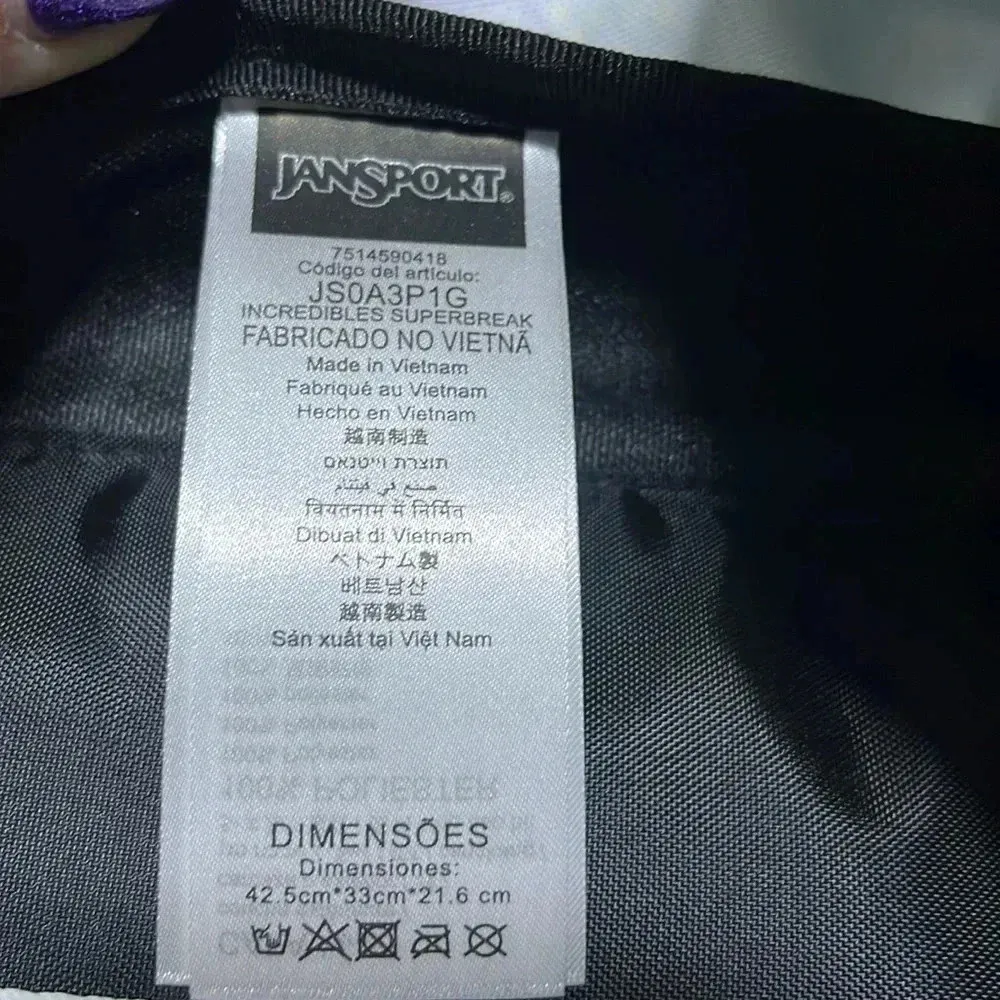 JANSPORT®
7514590418
Código del artículo:
JS0A3P1G
INCREDIBLES SUPERBREAK
FABRICADO NO VIETNÃ
Made in Vietnam
Fabriqué au Vietnam
Hecho en Vietnam
越南制造
תוצרת וייטנאם
صنع في فيتنام
वियतनाम में निर्मित
Dibuat di Vietnam
ベトナム製
베트남산
越南製造
Sản xuất tại Việt Nam
100% POLIESTER
DIMENSÕES
Dimensiones:
42.5cm*33cm*21.6 cm